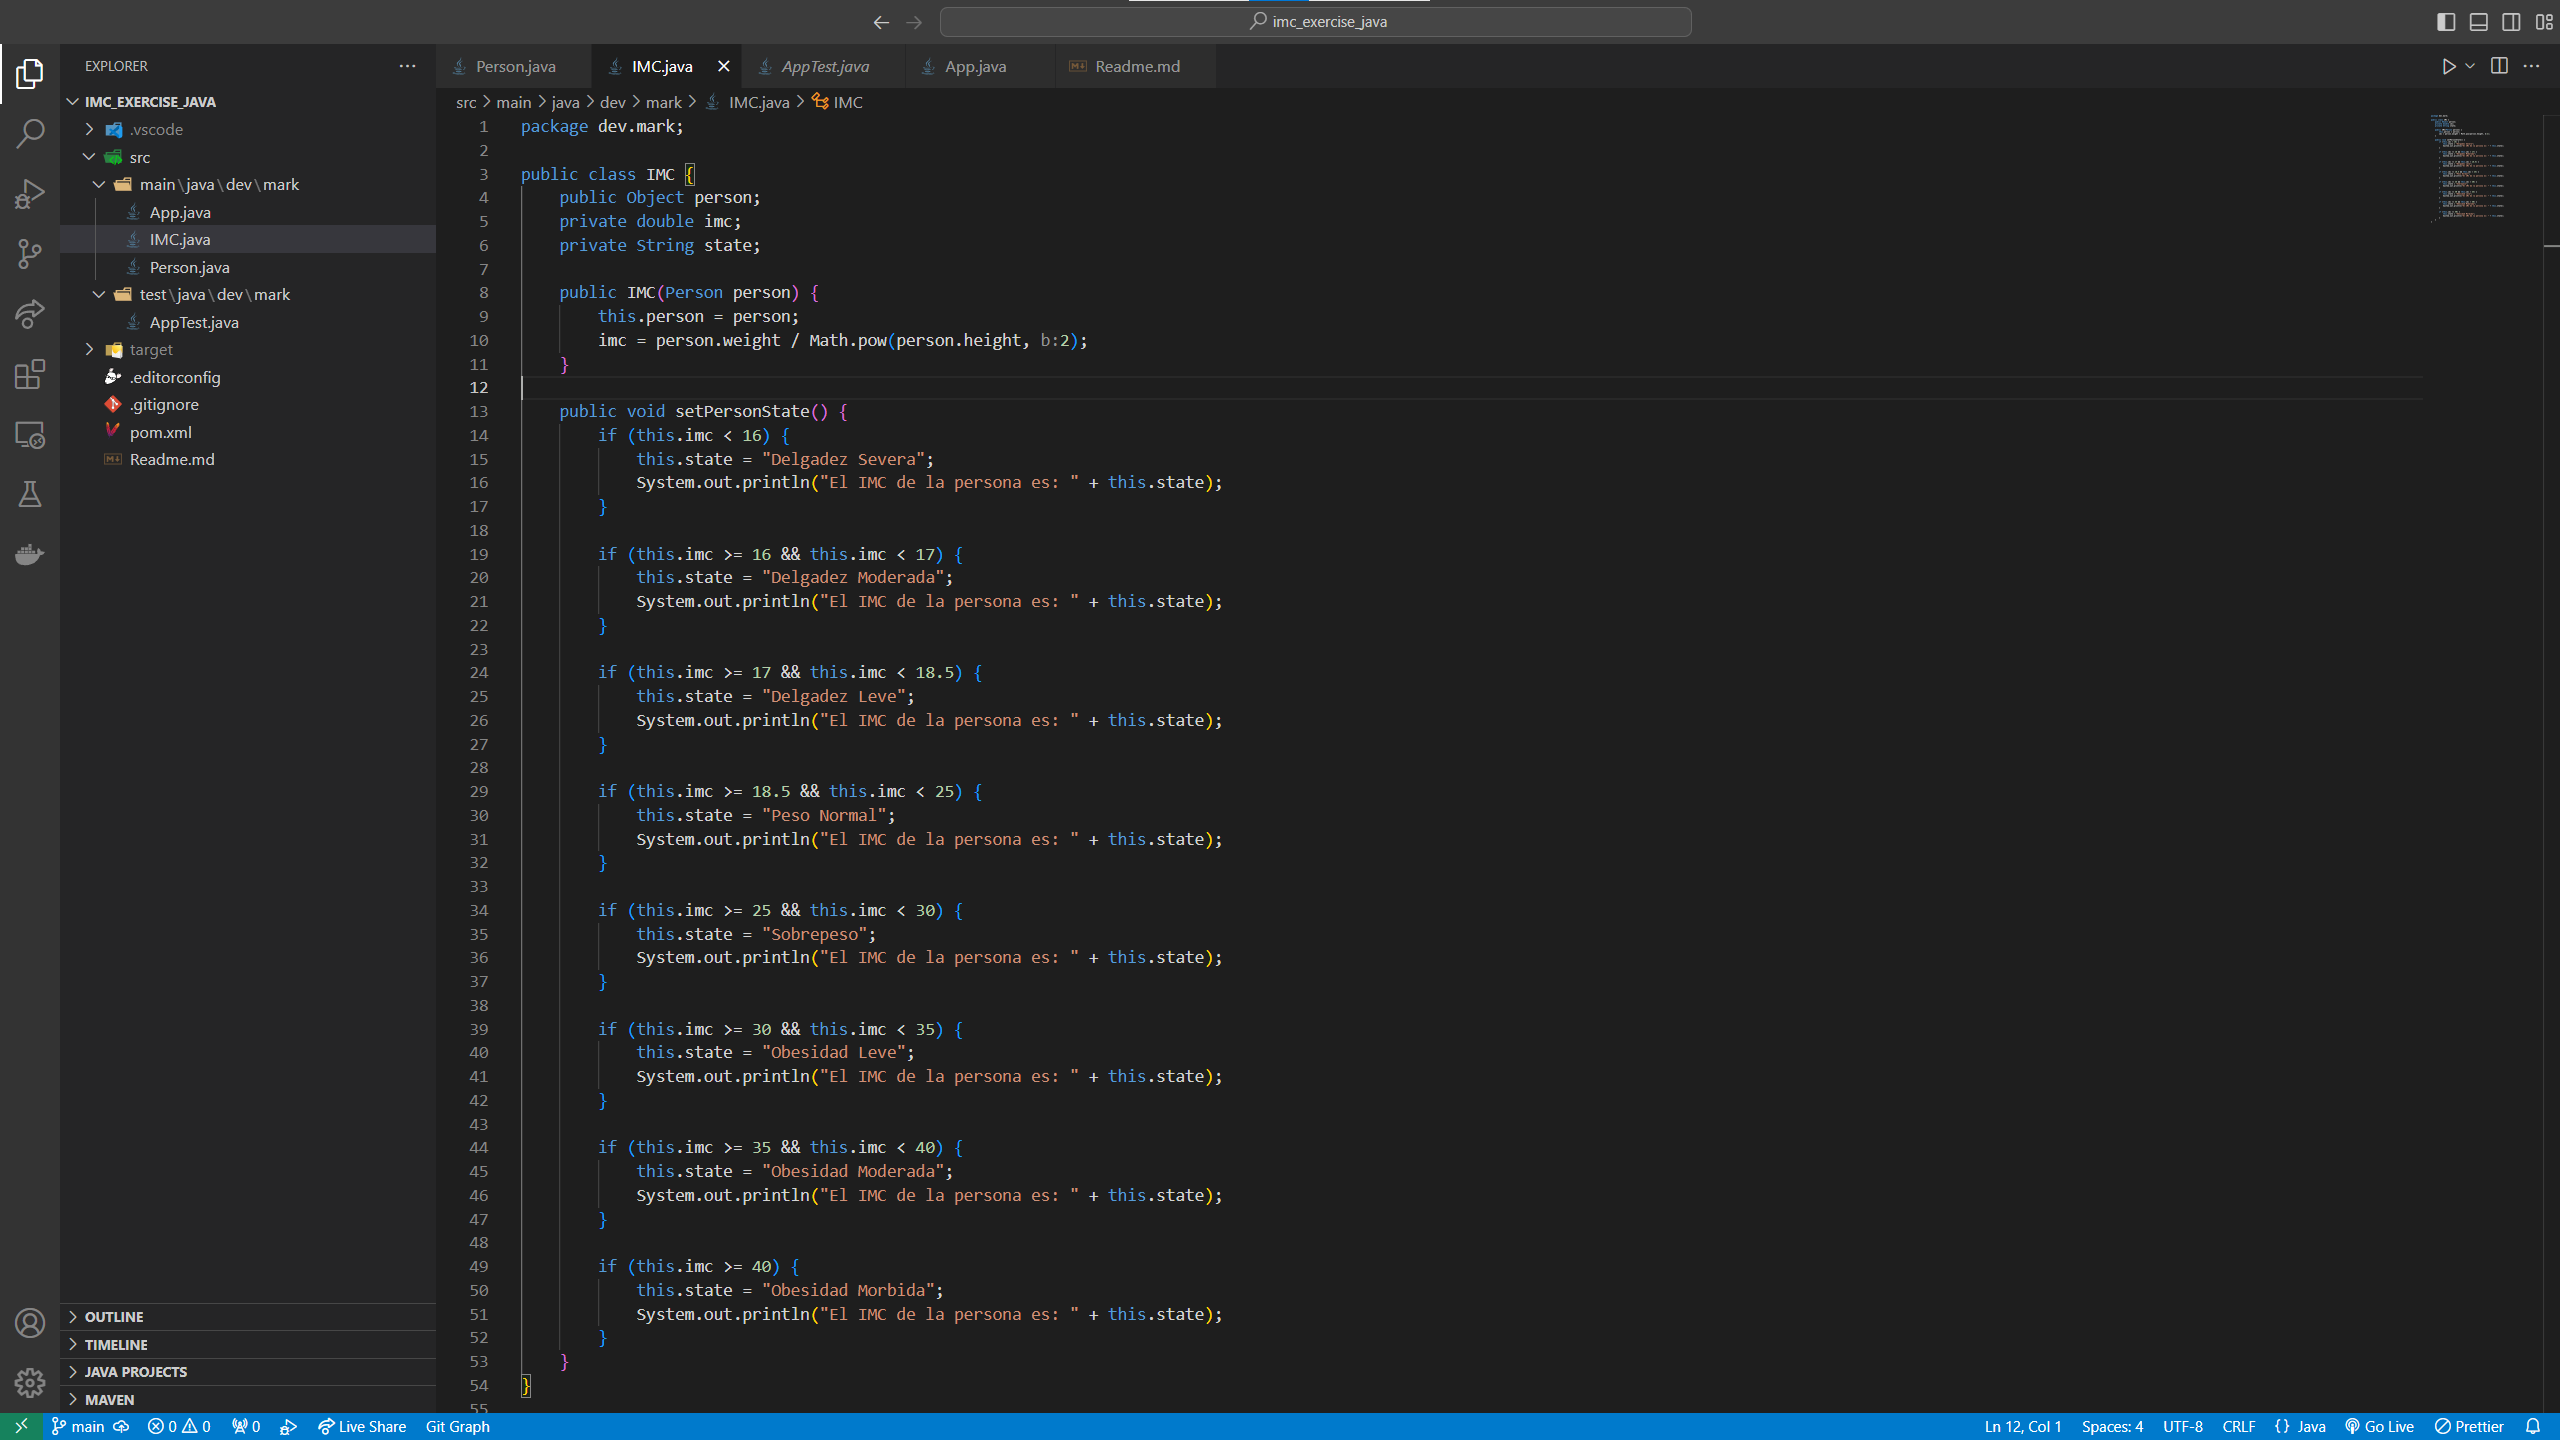 imc_exercise_java
EXPLORER
IMC_EXERCISE_JAVA
.vscode
src
main\java\dev\mark
App.java
IMC.java
Person.java
test\java\dev\mark
AppTest.java
target
.editorconfig
.gitignore
pom.xml
Readme.md
OUTLINE
TIMELINE
JAVA PROJECTS
MAVEN
Person.java
IMC.java
AppTest.java
App.java
Readme.md
src > main > java > dev > mark > IMC.java > IMC
1 package dev.mark;
2
3 public class IMC {
4 public Object person;
5 private double imc;
6 private String state;
7
8 public IMC(Person person) {
9 this.person = person;
10 imc = person.weight / Math.pow(person.height, b:2);
11 }
12
13 public void setPersonState() {
14 if (this.imc < 16) {
15 this.state = "Delgadez Severa";
16 System.out.println("El IMC de la persona es: " + this.state);
17 }
18
19 if (this.imc >= 16 && this.imc < 17) {
20 this.state = "Delgadez Moderada";
21 System.out.println("El IMC de la persona es: " + this.state);
22 }
23
24 if (this.imc >= 17 && this.imc < 18.5) {
25 this.state = "Delgadez Leve";
26 System.out.println("El IMC de la persona es: " + this.state);
27 }
28
29 if (this.imc >= 18.5 && this.imc < 25) {
30 this.state = "Peso Normal";
31 System.out.println("El IMC de la persona es: " + this.state);
32 }
33
34 if (this.imc >= 25 && this.imc < 30) {
35 this.state = "Sobrepeso";
36 System.out.println("El IMC de la persona es: " + this.state);
37 }
38
39 if (this.imc >= 30 && this.imc < 35) {
40 this.state = "Obesidad Leve";
41 System.out.println("El IMC de la persona es: " + this.state);
42 }
43
44 if (this.imc >= 35 && this.imc < 40) {
45 this.state = "Obesidad Moderada";
46 System.out.println("El IMC de la persona es: " + this.state);
47 }
48
49 if (this.imc >= 40) {
50 this.state = "Obesidad Morbida";
51 System.out.println("El IMC de la persona es: " + this.state);
52 }
53 }
54 }
55
main 0 0 0 Live Share Git Graph Ln 12, Col 1 Spaces: 4 UTF-8 CRLF {} Java Go Live Prettier